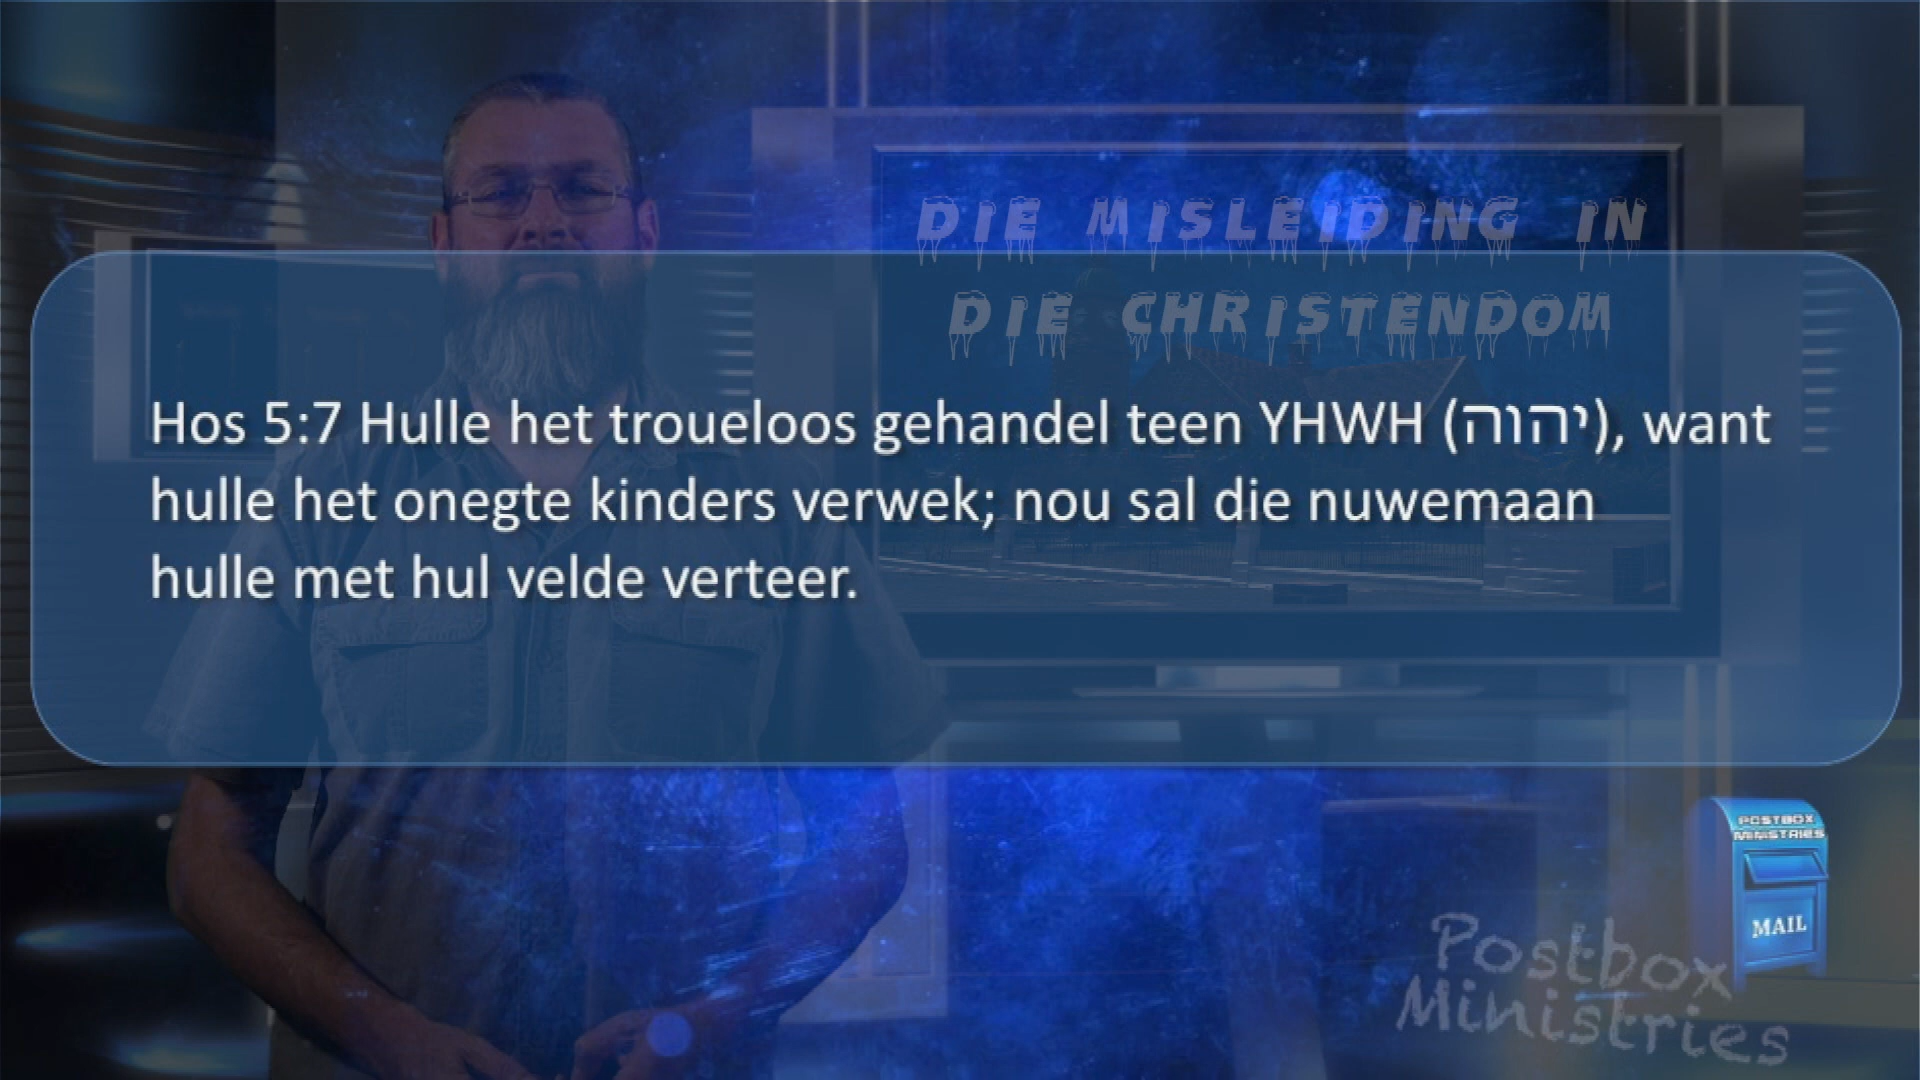 DIE MISLEIDING IN
DIE CHRISTENDOM
Hos 5:7 Hulle het troueloos gehandel teen YHWH (יהוה), want
hulle het onegte kinders verwek; nou sal die nuwemaan
hulle met hul velde verteer.
POSTBOX
MINISTRIES
MAIL
Postbox
Ministries